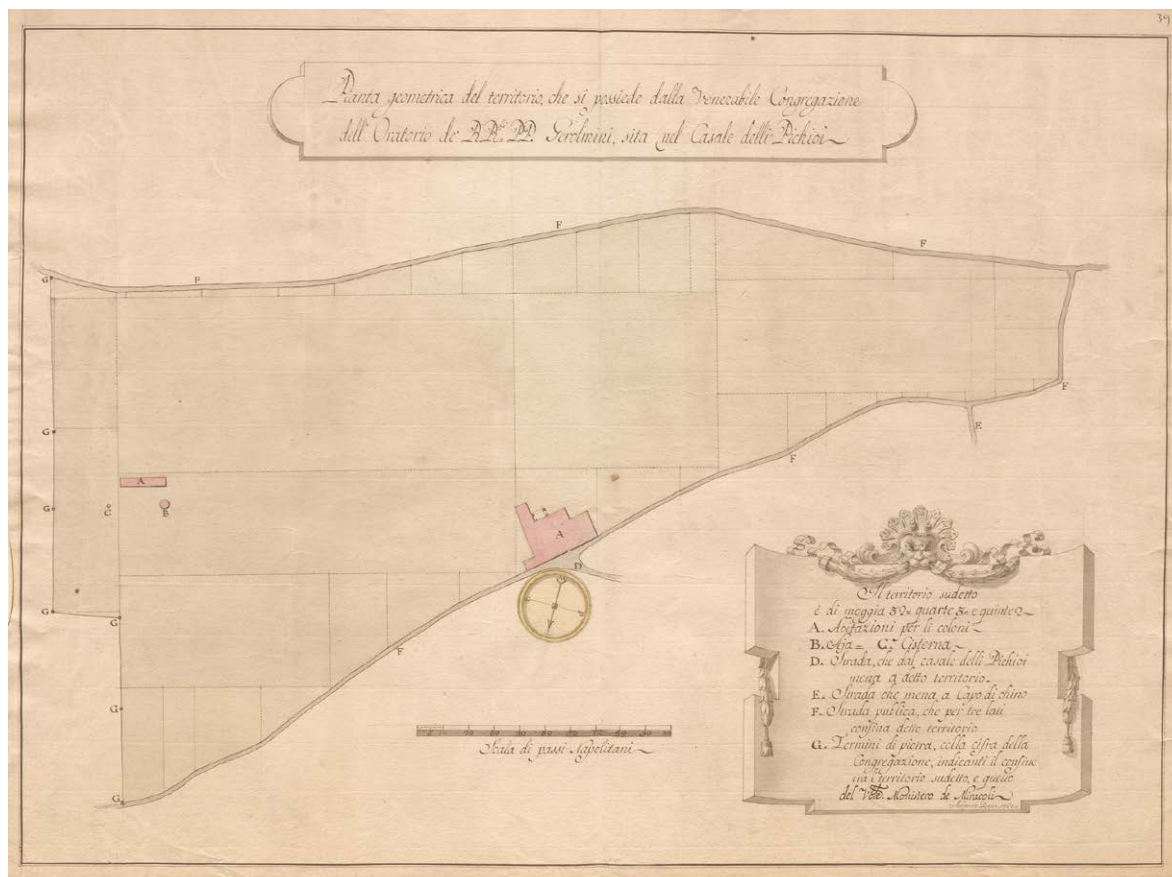 39
Pianta geometrica del territorio, che si possiede dalla Venerabile Congregazione
dell' Oratorio de' RR. PP. Gerolmini, sita nel Casale delli Pichioi
F
F
F
G
F
G
E
F
A
G
C
B
A
D
G
G
F
G
G
Scala di passi Napolitani
Il territorio sudetto
è di moggia quarte e quinte
A. Abitazioni per li coloni
B. Aja = C. Cisterna
D. Strada, che dal casale delli Pichioi
mena a detto territorio.
E. Strada che mena a Capo di chino
F. Strada publica, che per tre lati
confina detto territorio
G. Termini di pietra, colla cifra della
Congregazione, indicanti il confine
tra 'l territorio sudetto, e quello
del Monistero de Miracoli